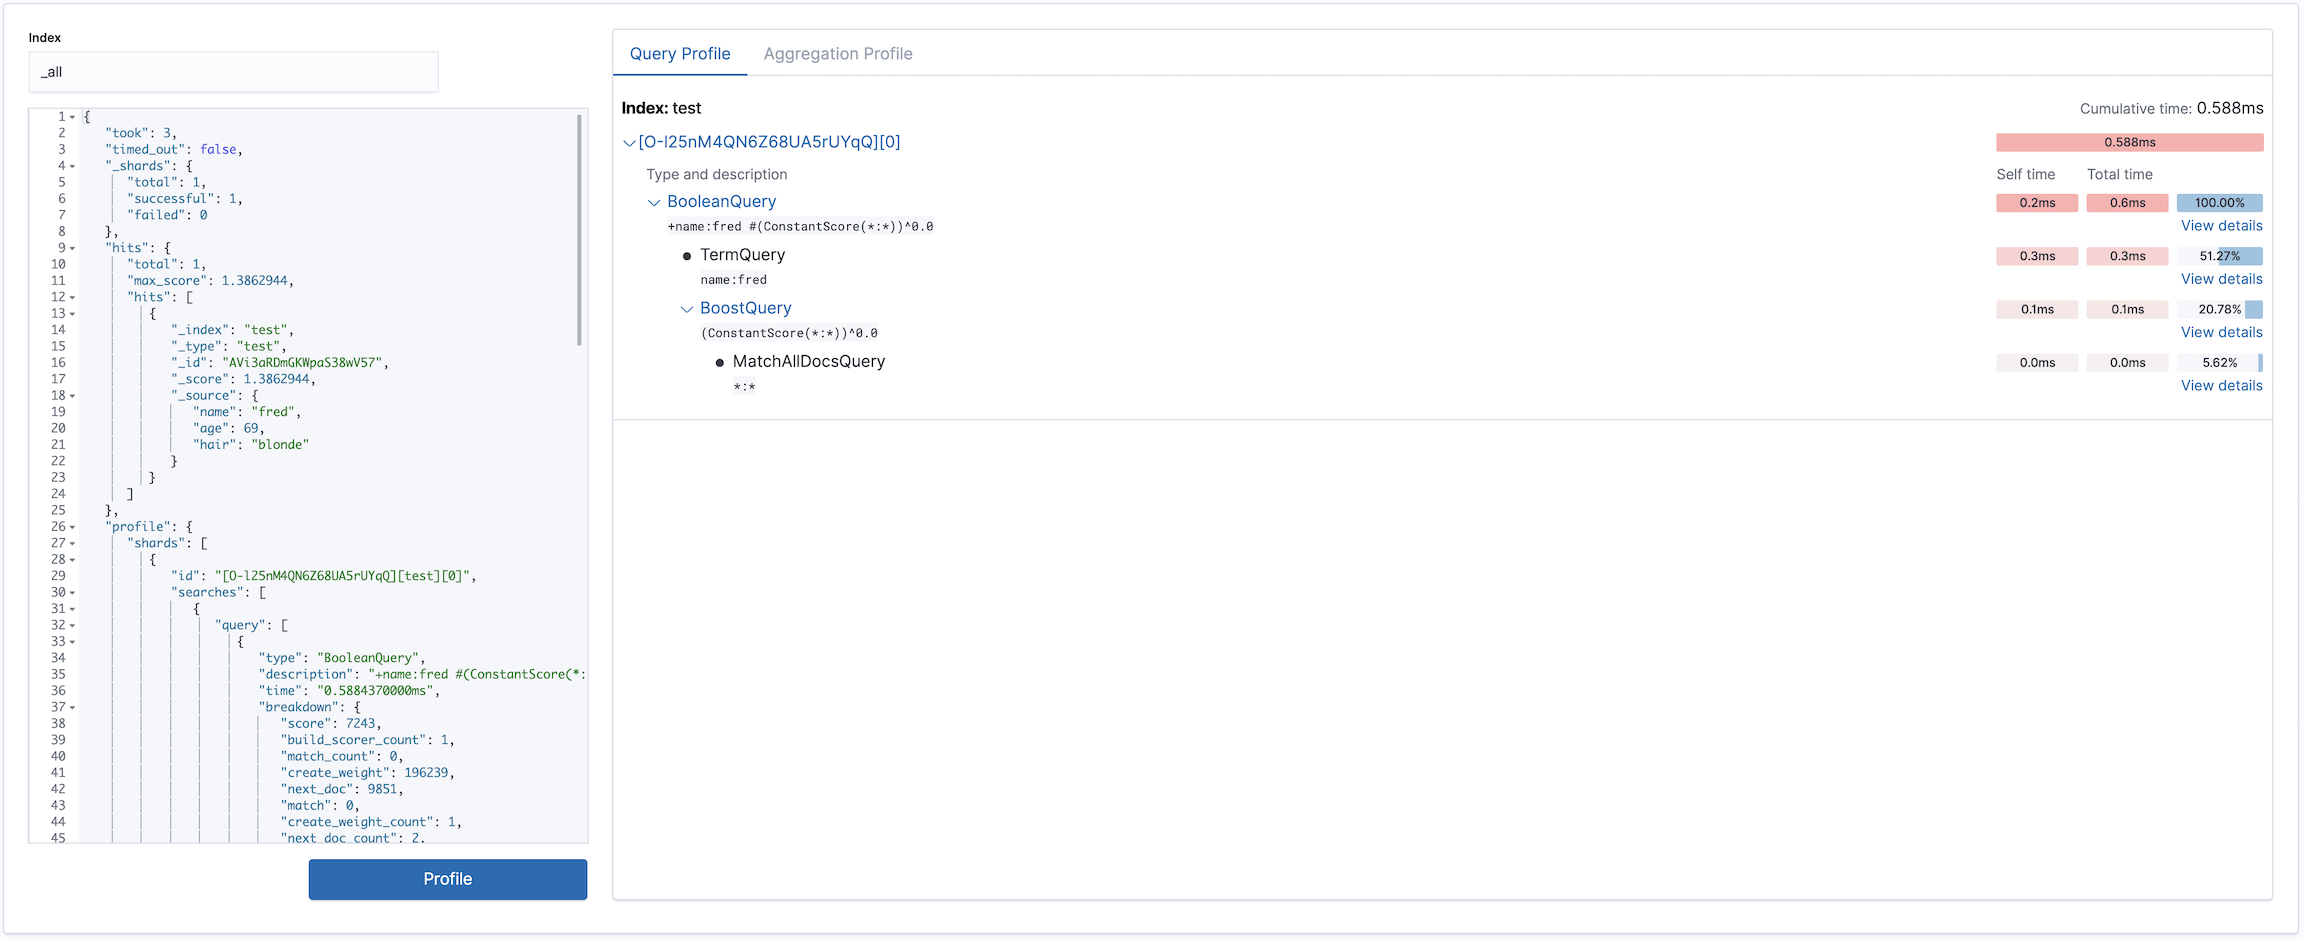 Index
_all
1 {
2 "took": 3,
3 "timed_out": false,
4 "_shards": {
5 "total": 1,
6 "successful": 1,
7 "failed": 0
8 },
9 "hits": {
10 "total": 1,
11 "max_score": 1.3862944,
12 "hits": [
13 {
14 "_index": "test",
15 "_type": "test",
16 "_id": "AVi3aRDmGKWpaS38wV57",
17 "_score": 1.3862944,
18 "_source": {
19 "name": "fred",
20 "age": 69,
21 "hair": "blonde"
22 }
23 }
24 ]
25 },
26 "profile": {
27 "shards": [
28 {
29 "id": "[O-l25nM4QN6Z68UA5rUYqQ][test][0]",
30 "searches": [
31 {
32 "query": [
33 {
34 "type": "BooleanQuery",
35 "description": "+name:fred #(ConstantScore(*:
36 "time": "0.5884370000ms",
37 "breakdown": {
38 "score": 7243,
39 "build_scorer_count": 1,
40 "match_count": 0,
41 "create_weight": 196239,
42 "next_doc": 9851,
43 "match": 0,
44 "create_weight_count": 1,
45 "next_doc_count": 2,
Profile
Query Profile Aggregation Profile
Index: test Cumulative time: 0.588ms
[O-l25nM4QN6Z68UA5rUYqQ][0] 0.588ms
Type and description Self time Total time
BooleanQuery 0.2ms 0.6ms 100.00%
+name:fred #(ConstantScore(*:*))^0.0 View details
TermQuery 0.3ms 0.3ms 51.27%
name:fred View details
BoostQuery 0.1ms 0.1ms 20.78%
(ConstantScore(*:*))^0.0 View details
MatchAllDocsQuery 0.0ms 0.0ms 5.62%
*:* View details